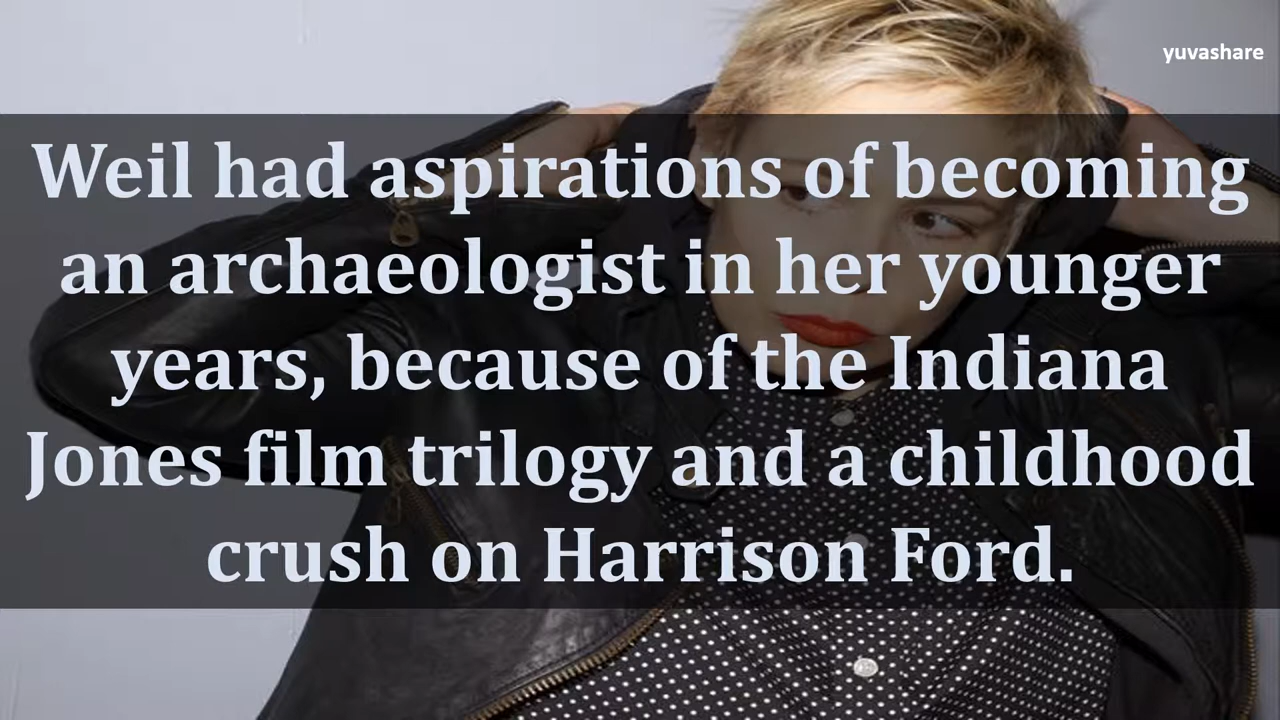 yuvashare
Weil had aspirations of becoming
an archaeologist in her younger
years, because of the Indiana
Jones film trilogy and a childhood
crush on Harrison Ford.